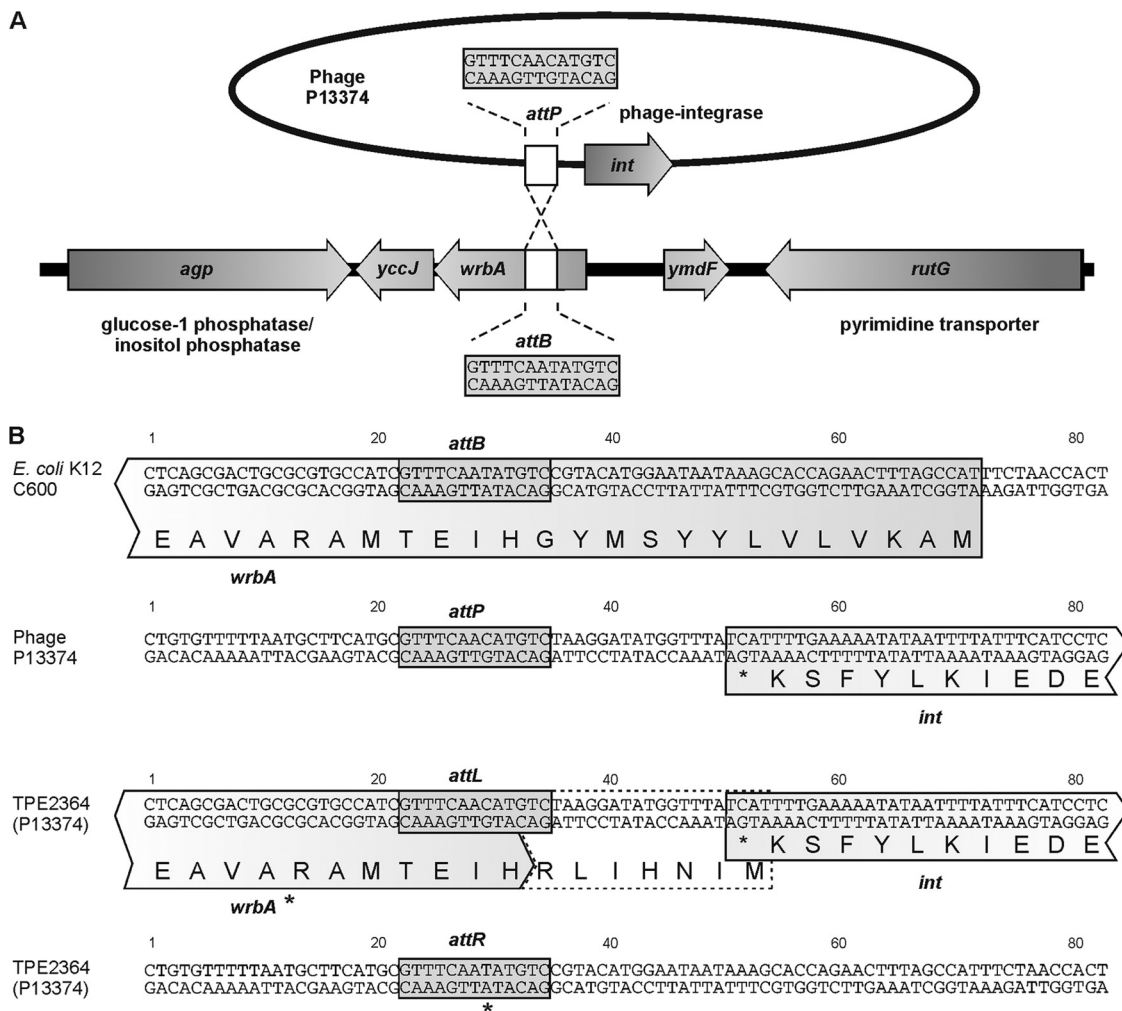 A
GTTTCAACATGTC
CAAAGTTGTACAG
Phage
P13374
attP
phage-integrase
int
agp
yccJ
wrbA
ymdF
rutG
glucose-1 phosphatase/
inositol phosphatase
pyrimidine transporter
attB
GTTTCAATATGTC
CAAAGTTATACAG
B
1 20 attB 40 60 80
E. coli K12
C600
CTCAGCGACTGCGCGTGCCATCGTTTCAATATGTCCGTACATGGAATAATAAAGCACCAGAACTTTAGCCATTTCTAACCACT
GAGTCGCTGACGCGCACGGTAGCAAAGTTATACAGGCATGTACCTTATTATTTCGTGGTCTTGAAATCGGTAAAGATTGGTGA
E A V A R A M T E I H G Y M S Y Y L V L V K A M
wrbA
1 20 attP 40 60 80
Phage
P13374
CTGTGTTTTTAATGCTTCATGCGTTTCAACATGTCTAAGGATATGGTTTATCATTTTGAAAAATATAATTTTATTTCATCCTC
GACACAAAAATTACGAAGTACGCAAAGTTGTACAGATTCCTATACCAAATAGTAAAACTTTTTATATTAAAATAAAGTAGGAG
* K S F Y L K I E D E
int
1 20 attL 40 60 80
TPE2364
(P13374)
CTCAGCGACTGCGCGTGCCATCGTTTCAACATGTCTAAGGATATGGTTTATCATTTTGAAAAATATAATTTTATTTCATCCTC
GAGTCGCTGACGCGCACGGTAGCAAAGTTGTACAGATTCCTATACCAAATAGTAAAACTTTTTATATTAAAATAAAGTAGGAG
* K S F Y L K I E D E
E A V A R A M T E I H R L I H N I M
wrbA *
int
1 20 attR 40 60 80
TPE2364
(P13374)
CTGTGTTTTTAATGCTTCATGCGTTTCAATATGTCCGTACATGGAATAATAAAGCACCAGAACTTTAGCCATTTCTAACCACT
GACACAAAAATTACGAAGTACGCAAAGTTATACAGGCATGTACCTTATTATTTCGTGGTCTTGAAATCGGTAAAGATTGGTGA
*